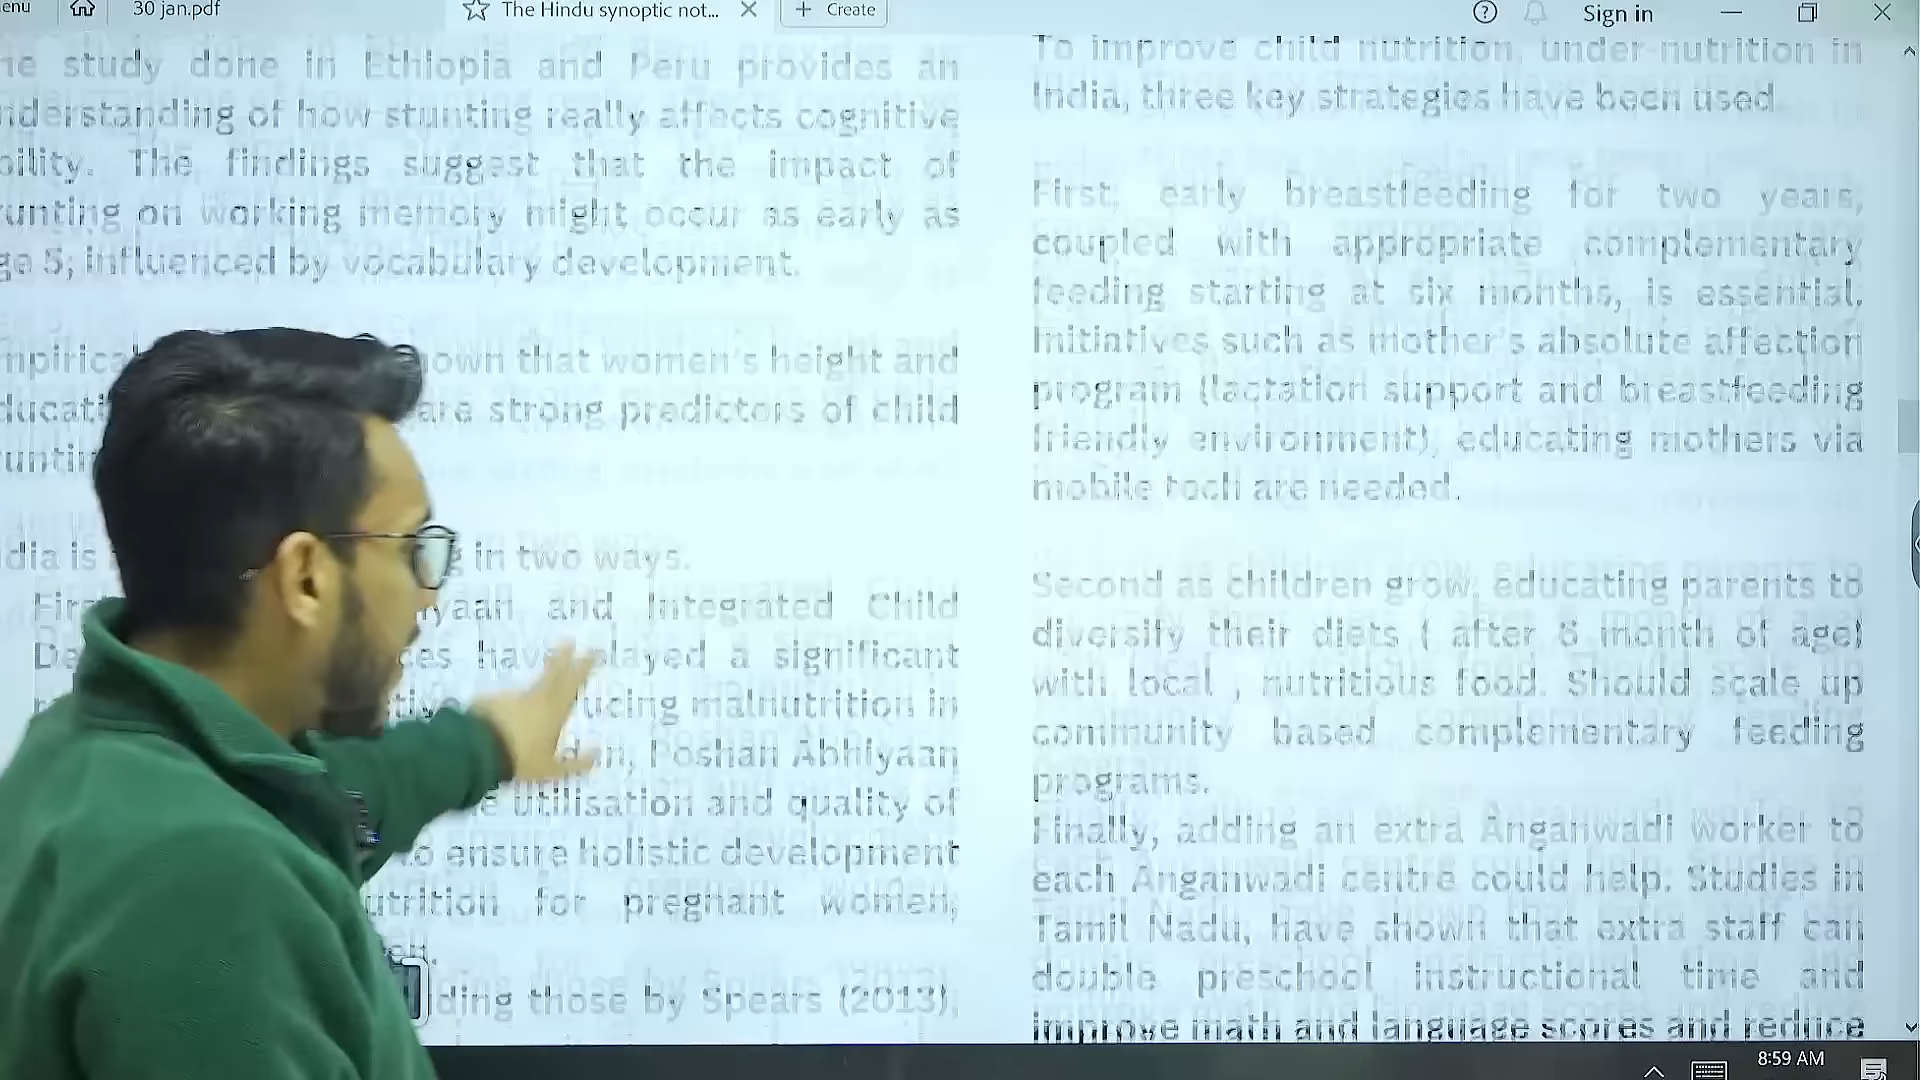 enu
30 jan.pdf
The Hindu synoptic not...
Create
Sign in
study done in Ethiopia and Peru provides an
understanding of how stunting really affects cognitive
The findings suggest that the impact of
on working memory might occur as early as
5, influenced by vocabulary development.
that women's height and
are strong predictors of child
dia is
in two ways.
yaan and Integrated Child
have played a significant
malnutrition in
Poshan Abhiyaan
utilisation and quality of
to ensure holistic development
for pregnant women,
ding those by Spears (2013),
To improve child nutrition, under-nutrition in
India, three key strategies have been used.
First, early breastfeeding for two years,
coupled with appropriate complementary
feeding starting at six months, is essential.
Initiatives such as mother's absolute affection
program (lactation support and breastfeeding
friendly environment), educating mothers via
mobile tech are needed.
Second as children grow, educating parents to
diversify their diets ( after 6 month of age)
with local , nutritious food. Should scale up
community based complementary feeding
programs.
Finally, adding an extra Anganwadi worker to
each Anganwadi centre could help. Studies in
Tamil Nadu, have shown that extra staff can
double preschool instructional time and
improve math and language scores and reduce
8:59 AM